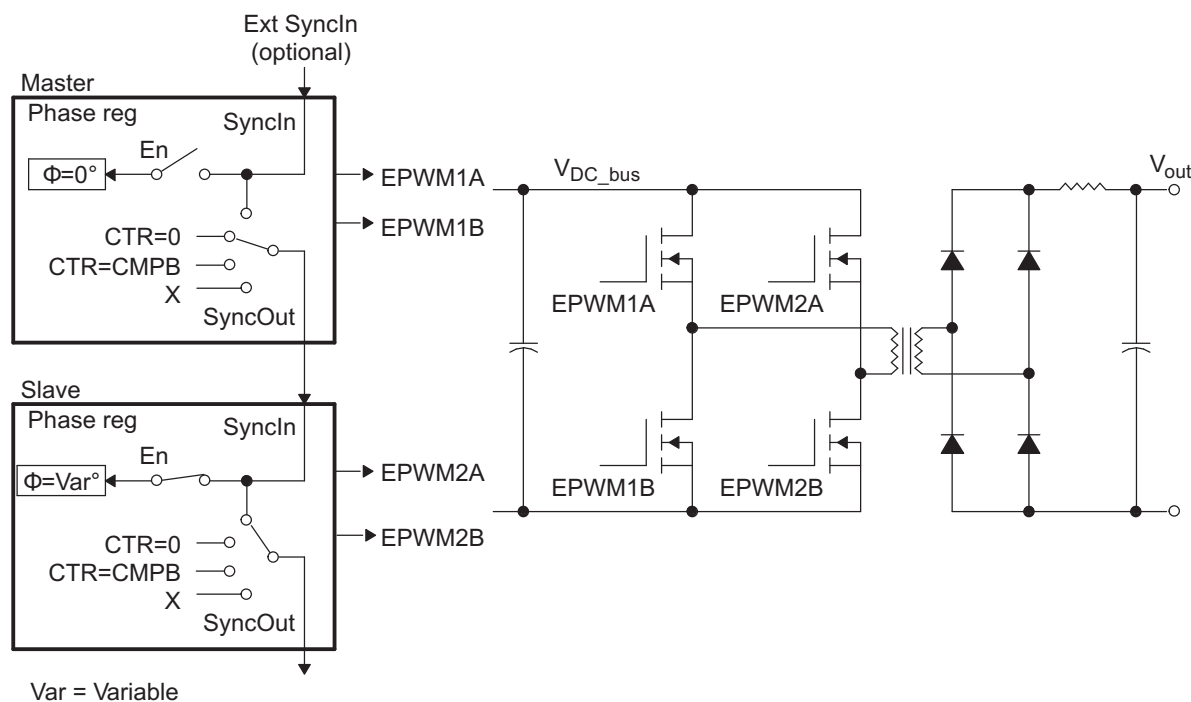 Ext SyncIn
(optional)
Master
Phase reg
SyncIn
En
Φ=0°
EPWM1A
EPWM1B
CTR=0
CTR=CMPB
X
SyncOut
Slave
Phase reg
SyncIn
En
Φ=Var°
EPWM2A
EPWM2B
CTR=0
CTR=CMPB
X
SyncOut
Var = Variable
VDC_bus
Vout
EPWM1A
EPWM2A
EPWM1B
EPWM2B